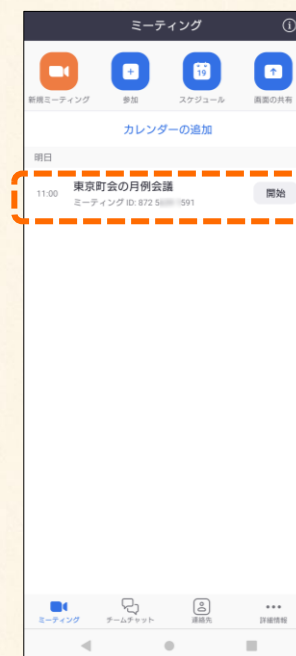 ミーティング
新規ミーティング
参加
19
スケジュール
画面の共有
カレンダーの追加
明日
11:00 東京町会の月例会議 開始
ミーティング ID: 872 5 591
ミーティング
チームチャット
連絡先
詳細情報